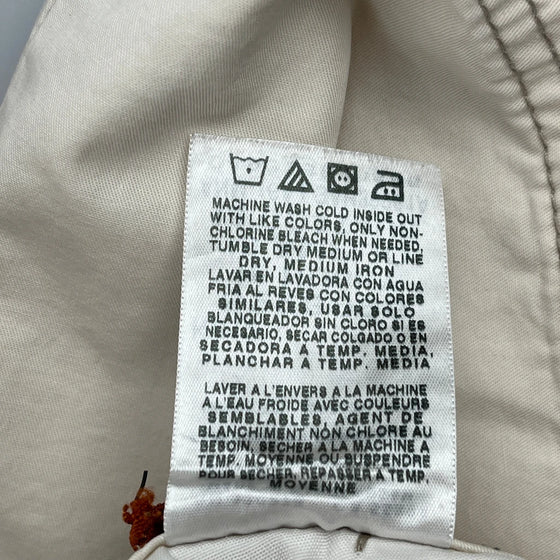 MACHINE WASH COLD INSIDE OUT
WITH LIKE COLORS, ONLY NON-
CHLORINE BLEACH WHEN NEEDED,
TUMBLE DRY MEDIUM OR LINE
DRY, MEDIUM IRON
LAVAR EN LAVADORA CON AGUA
FRIA AL REVES CON COLORES
SIMILARES, USAR SOLO
BLANQUEADOR SIN CLORO SI ES
NECESARIO, SECAR COLGADO O EN
SECADORA A TEMP. MEDIA,
PLANCHAR A TEMP. MEDIA
LAVER A L'ENVERS A LA MACHINE
A L'EAU FROIDE AVEC COULEURS
SEMBLABLES, AGENT DE
BLANCHIMENT NON CHLORE AU
BESOIN, SECHER A LA MACHINE A
TEMP. MOYENNE OU SUSPENDRE
POUR SECHER, REPASSER A TEMP.
MOYENNE